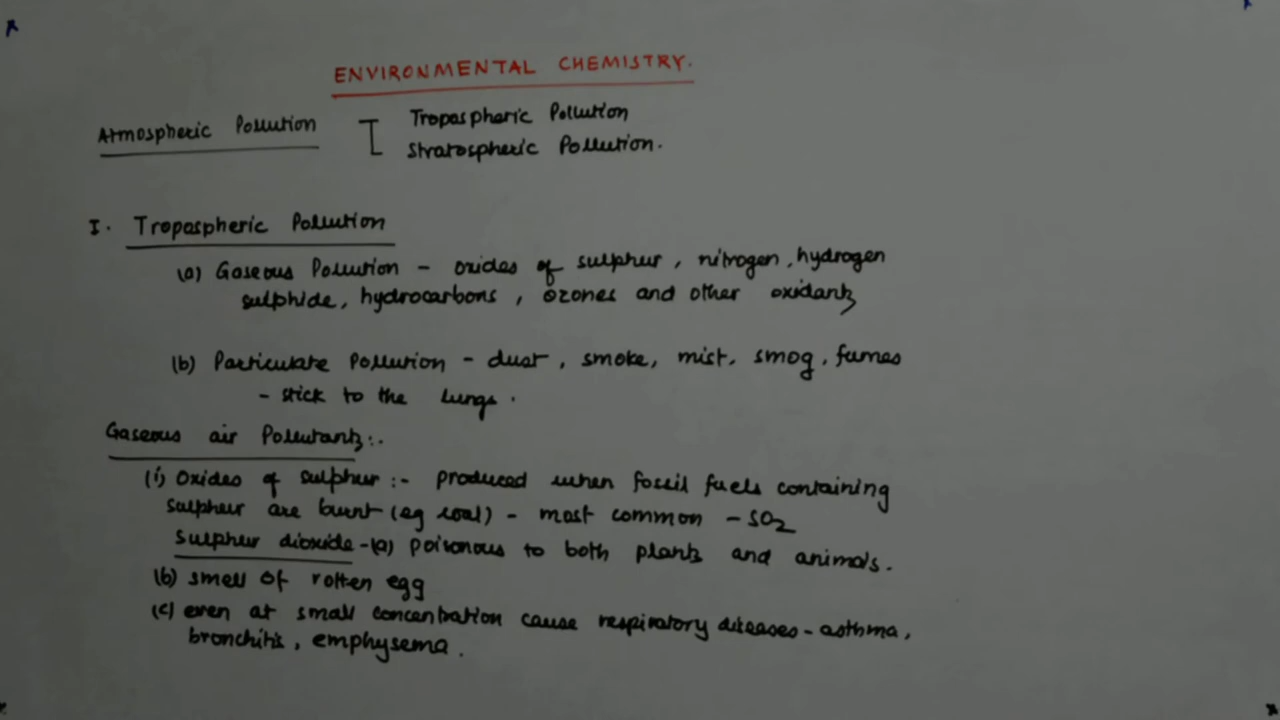 ENVIRONMENTAL CHEMISTRY.
Atmospheric Pollution
Tropospheric Pollution
Stratospheric Pollution.
I. Tropospheric Pollution
(a) Gaseous Pollution - oxides of sulphur, nitrogen, hydrogen
sulphide, hydrocarbons, ozones and other oxidants
(b) Particulate Pollution - dust, smoke, mist, smog, fumes
- stick to the lungs.
Gaseous air Pollutants:.
(i) Oxides of sulphur :- produced when fossil fuels containing
sulphur are burnt (eg coal) - most common - SO2
Sulphur dioxide - (a) poisonous to both plants and animals.
(b) smell of rotten egg
(c) even at small concentration cause respiratory diseases - asthma,
bronchitis, emphysema.